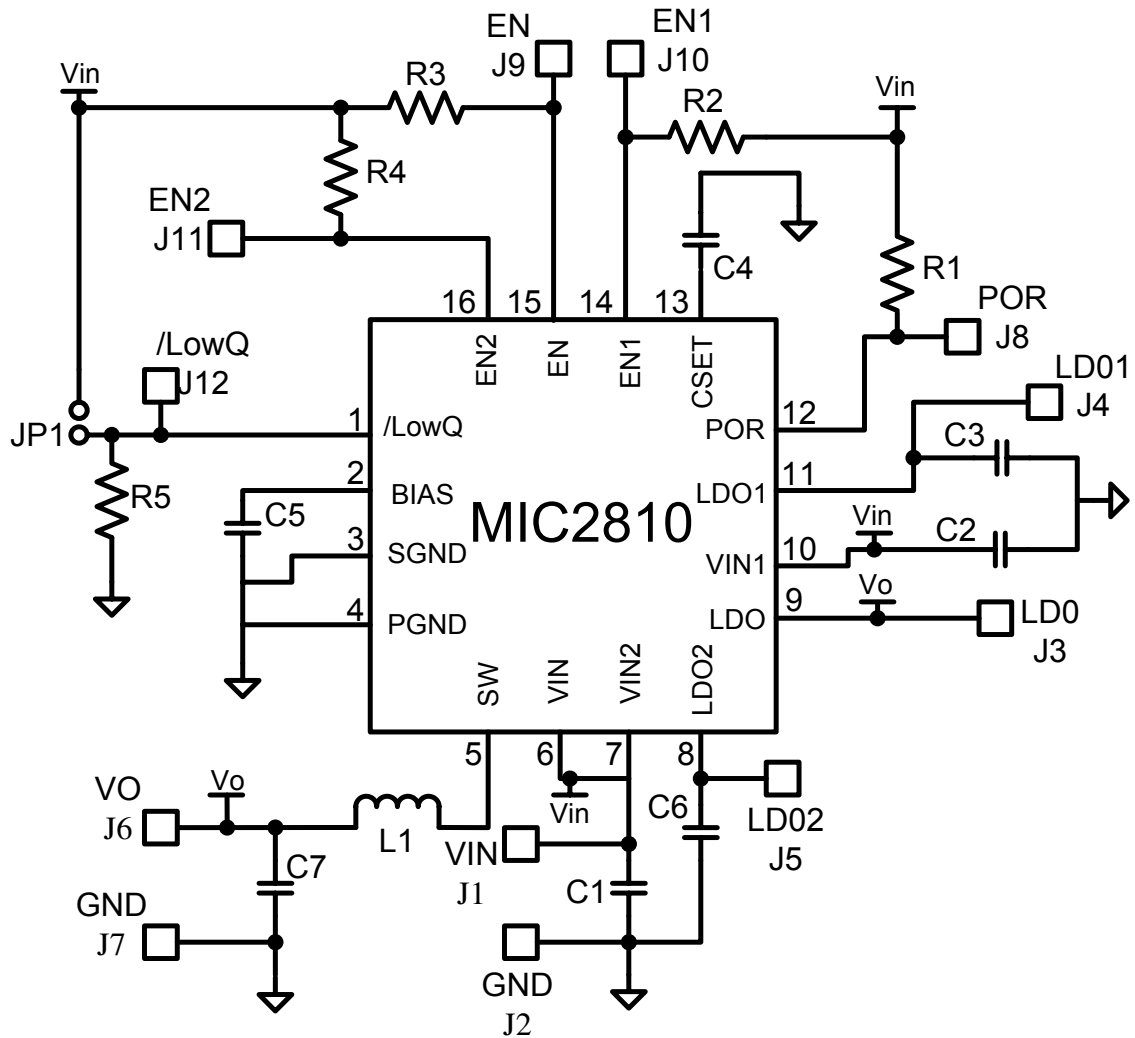 EN
J9
EN1
J10
Vin
R3
R2
Vin
R4
EN2
J11
C4
R1
POR
J8
16
15
14
13
/LowQ
J12
EN2
EN
EN1
CSET
LD01
J4
JP1
1
/LowQ
POR
12
C3
R5
2
BIAS
C5
MIC2810
LDO1
11
Vin
C2
3
SGND
VIN1
10
Vo
4
PGND
LDO
9
LD0
J3
SW
VIN
VIN2
LDO2
5
6
7
8
VO
J6
Vo
Vin
C6
LD02
J5
L1
VIN
J1
C7
C1
GND
J7
GND
J2